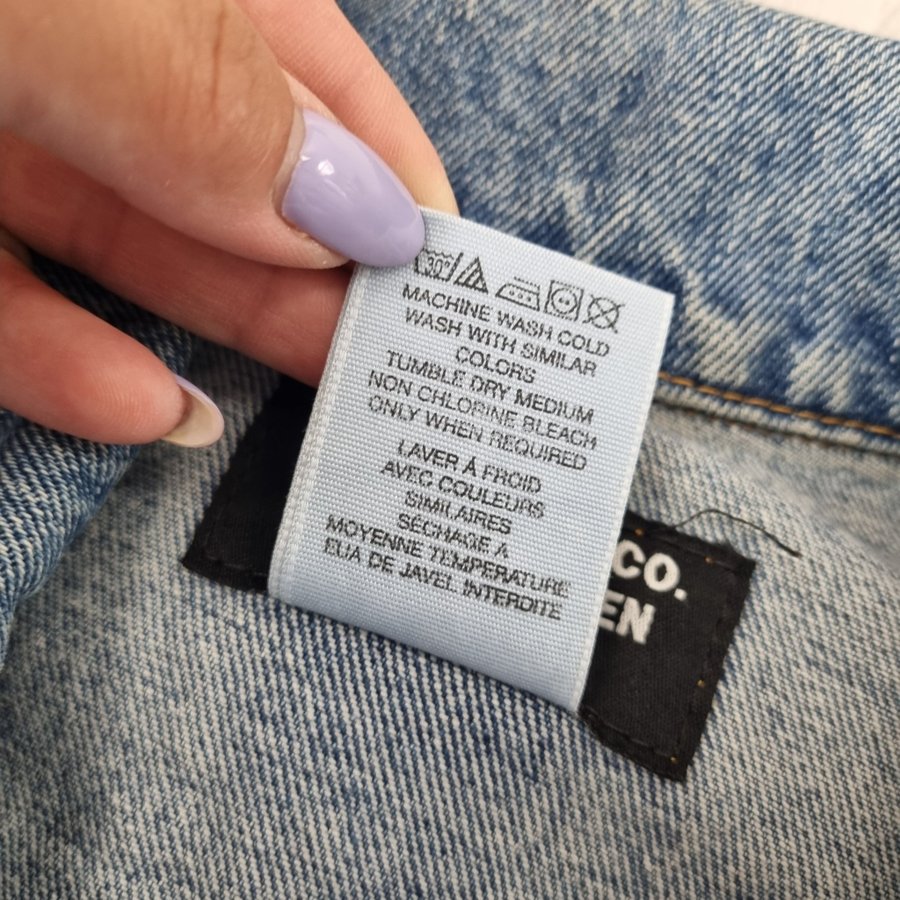 30°
MACHINE WASH COLD
WASH WITH SIMILAR
COLORS
TUMBLE DRY MEDIUM
NON CHLORINE BLEACH
ONLY WHEN REQUIRED
LAVER À FROID
AVEC COULEURS
SIMILAIRES
SÉCHAGE À
MOYENNE TEMPERATURE
EUA DE JAVEL INTERDITE
CO.
EN